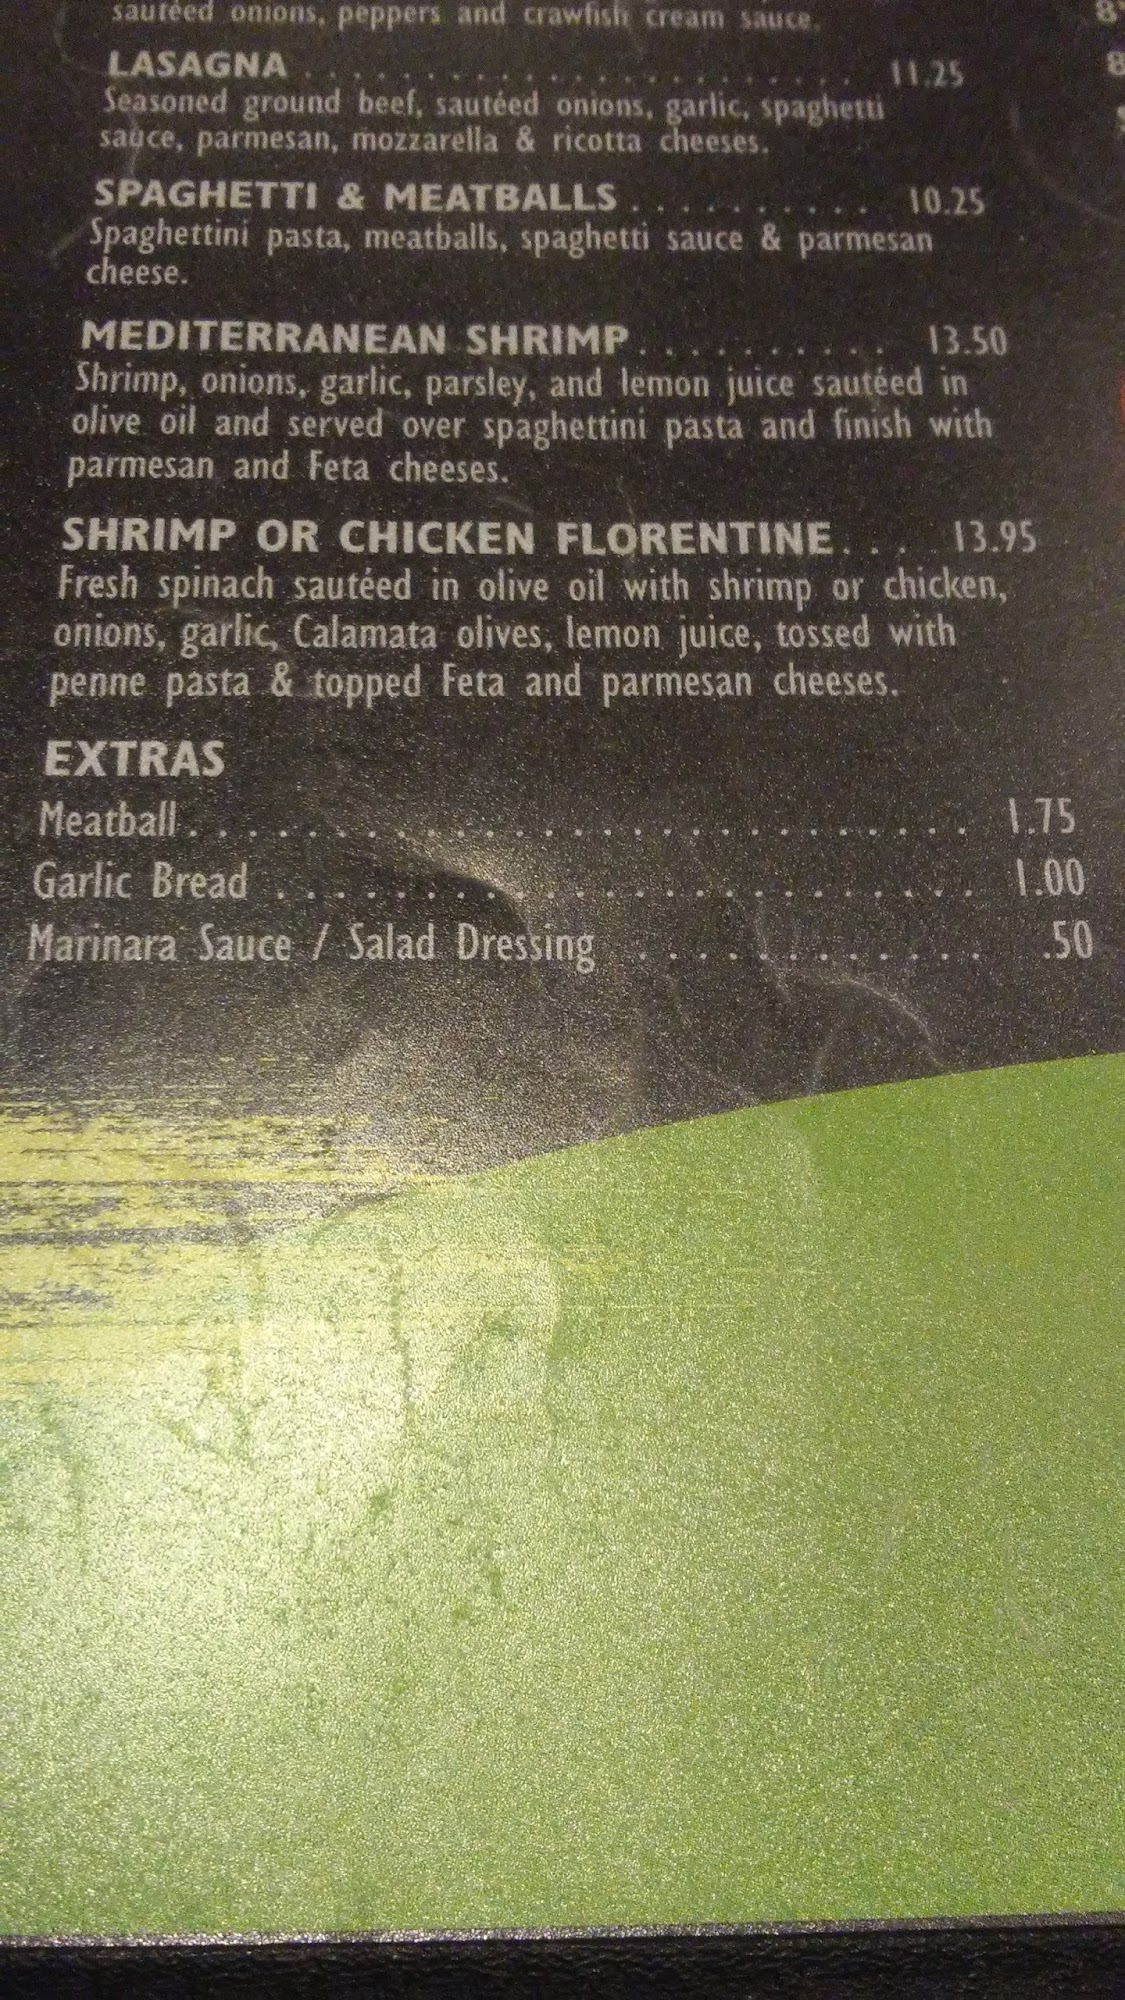 sautéed onions, peppers and crawfish cream sauce.
LASAGNA . . . . . . . . . . . . . . . . . . . . . . . 11.25
Seasoned ground beef, sautéed onions, garlic, spaghetti
sauce, parmesan, mozzarella & ricotta cheeses.
SPAGHETTI & MEATBALLS . . . . . . . . . . . 10.25
Spaghettini pasta, meatballs, spaghetti sauce & parmesan
cheese.
MEDITERRANEAN SHRIMP . . . . . . . . . . . 13.50
Shrimp, onions, garlic, parsley, and lemon juice sautéed in
olive oil and served over spaghettini pasta and finish with
parmesan and Feta cheeses.
SHRIMP OR CHICKEN FLORENTINE . . . 13.95
Fresh spinach sautéed in olive oil with shrimp or chicken,
onions, garlic, Calamata olives, lemon juice, tossed with
penne pasta & topped Feta and parmesan cheeses.
EXTRAS
Meatball . . . . . . . . . . . . . . . . . . . . . . . . . . . . 1.75
Garlic Bread . . . . . . . . . . . . . . . . . . . . . . . . 1.00
Marinara Sauce / Salad Dressing . . . . . . . . . . . . .50